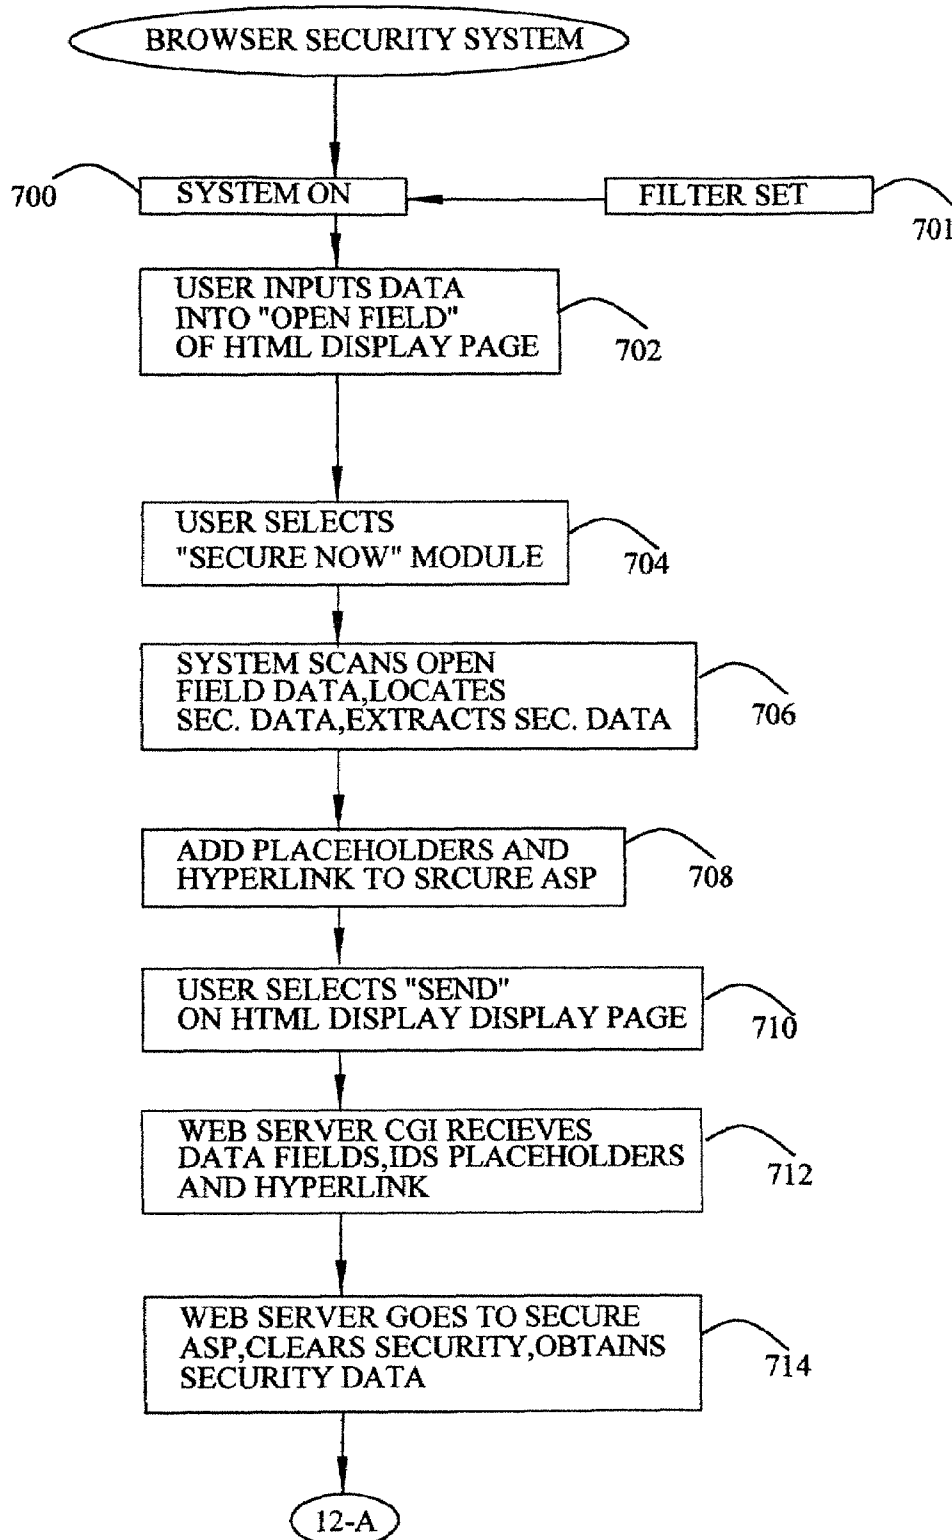 BROWSER SECURITY SYSTEM
700
SYSTEM ON
FILTER SET
701
USER INPUTS DATA
INTO "OPEN FIELD"
OF HTML DISPLAY PAGE
702
USER SELECTS
"SECURE NOW" MODULE
704
SYSTEM SCANS OPEN
FIELD DATA,LOCATES
SEC. DATA,EXTRACTS SEC. DATA
706
ADD PLACEHOLDERS AND
HYPERLINK TO SRCURE ASP
708
USER SELECTS "SEND"
ON HTML DISPLAY DISPLAY PAGE
710
WEB SERVER CGI RECIEVES
DATA FIELDS,IDS PLACEHOLDERS
AND HYPERLINK
712
WEB SERVER GOES TO SECURE
ASP,CLEARS SECURITY,OBTAINS
SECURITY DATA
714
12-A